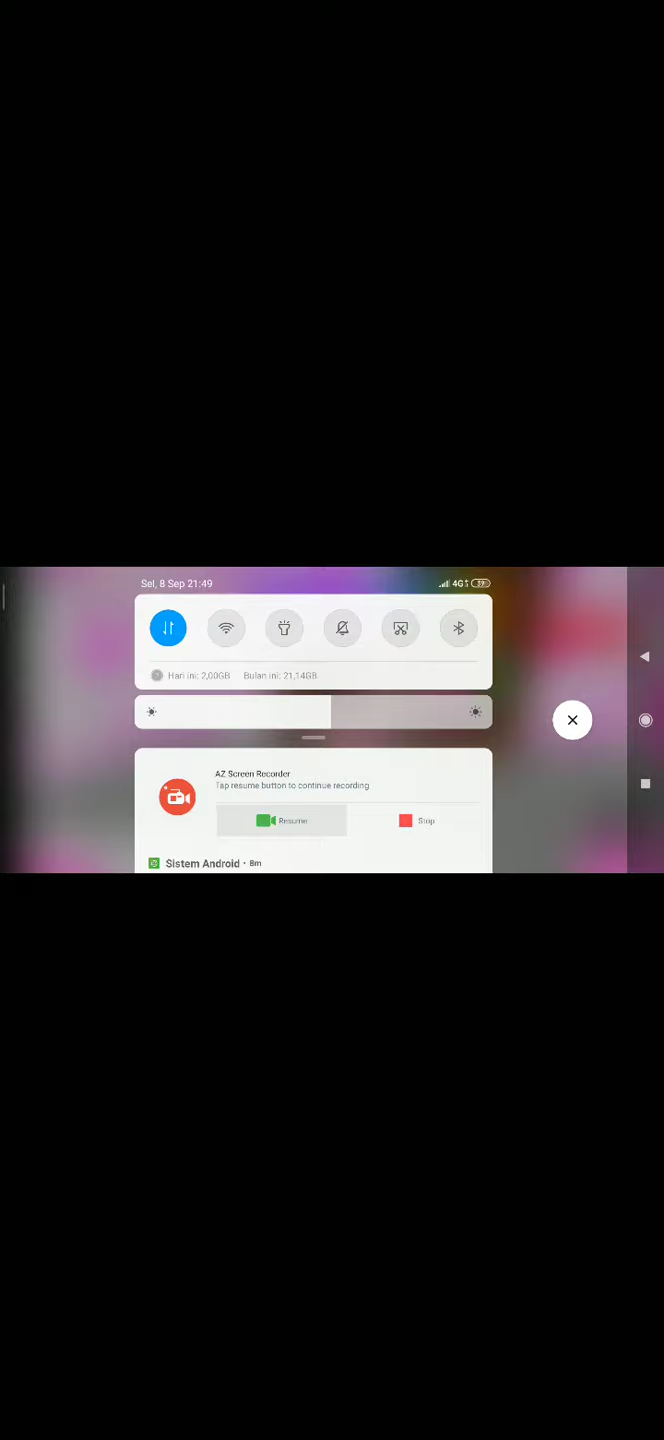 Sel, 8 Sep 21:49
4G 39
Hari ini: 2,00GB Bulan ini: 21,14GB
AZ Screen Recorder
Tap resume button to continue recording
Resume Stop
Sistem Android • 8m